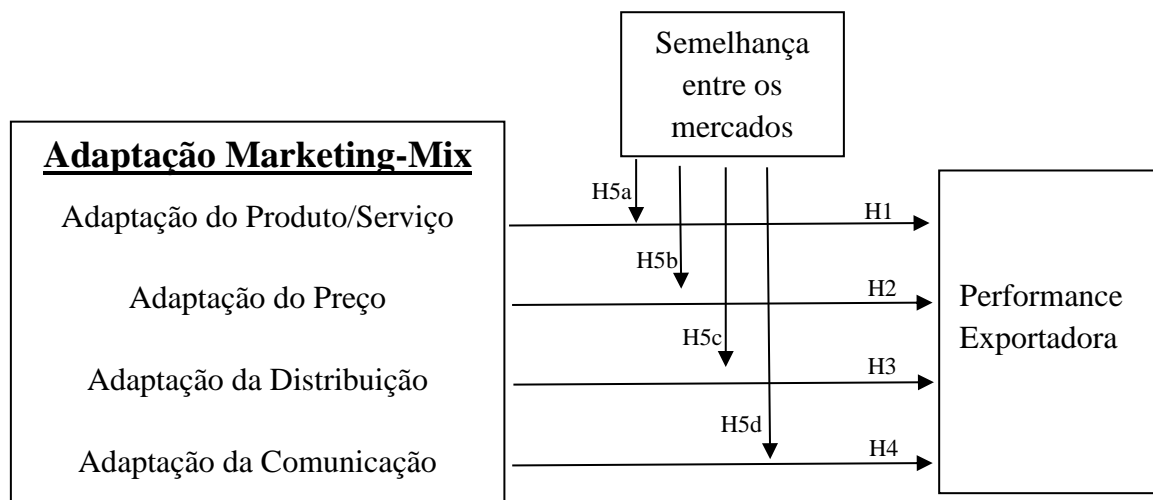 Semelhança
entre os
mercados
Adaptação Marketing-Mix
H5a
Adaptação do Produto/Serviço
H1
H5b
Adaptação do Preço
H2
Performance
Exportadora
H5c
Adaptação da Distribuição
H3
H5d
Adaptação da Comunicação
H4